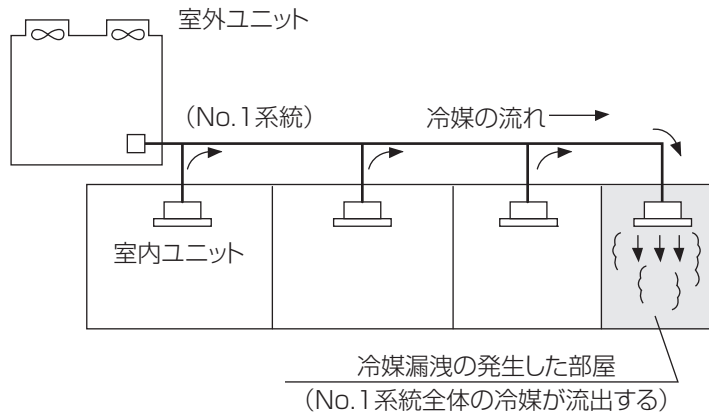 室外ユニット
（No.1系統）
冷媒の流れ
室内ユニット
冷媒漏洩の発生した部屋
（No.1系統全体の冷媒が流出する）